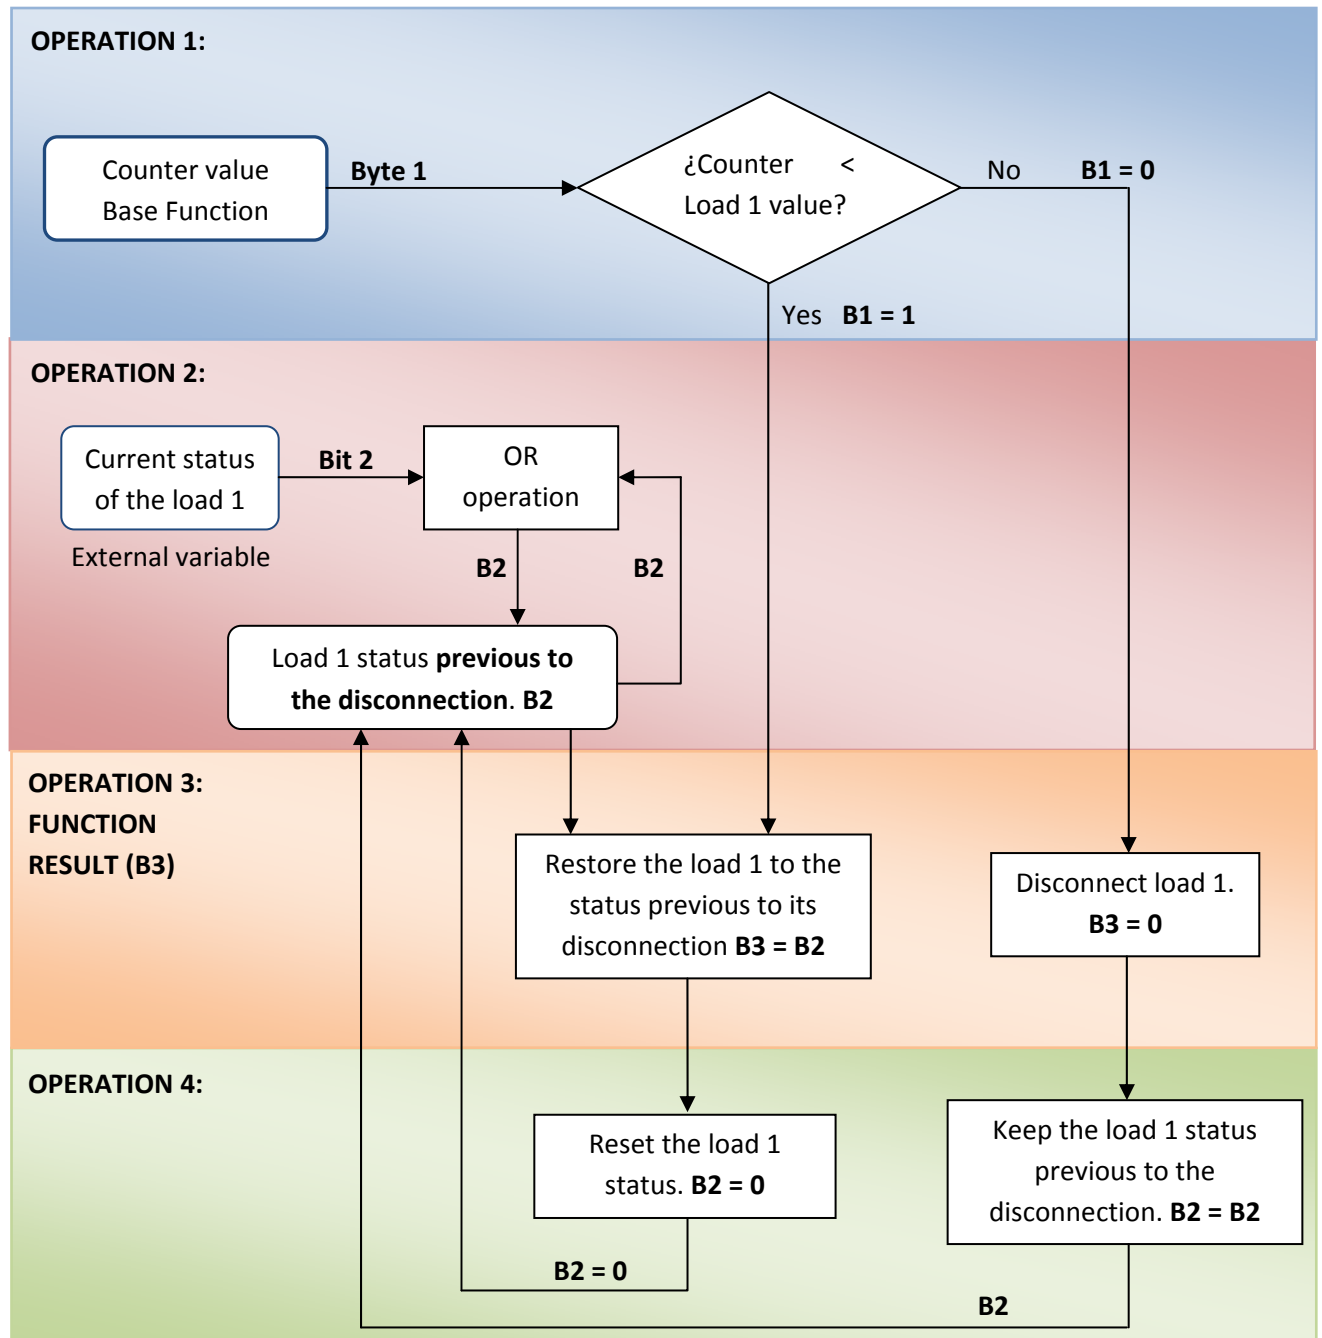 OPERATION 1:
Counter value
Base Function
Byte 1
¿Counter <
Load 1 value?
No B1 = 0
Yes B1 = 1
OPERATION 2:
Current status
of the load 1
External variable
Bit 2
OR
operation
B2
B2
Load 1 status previous to
the disconnection. B2
OPERATION 3:
FUNCTION
RESULT (B3)
Restore the load 1 to the
status previous to its
disconnection B3 = B2
Disconnect load 1.
B3 = 0
OPERATION 4:
Reset the load 1
status. B2 = 0
Keep the load 1 status
previous to the
disconnection. B2 = B2
B2 = 0
B2